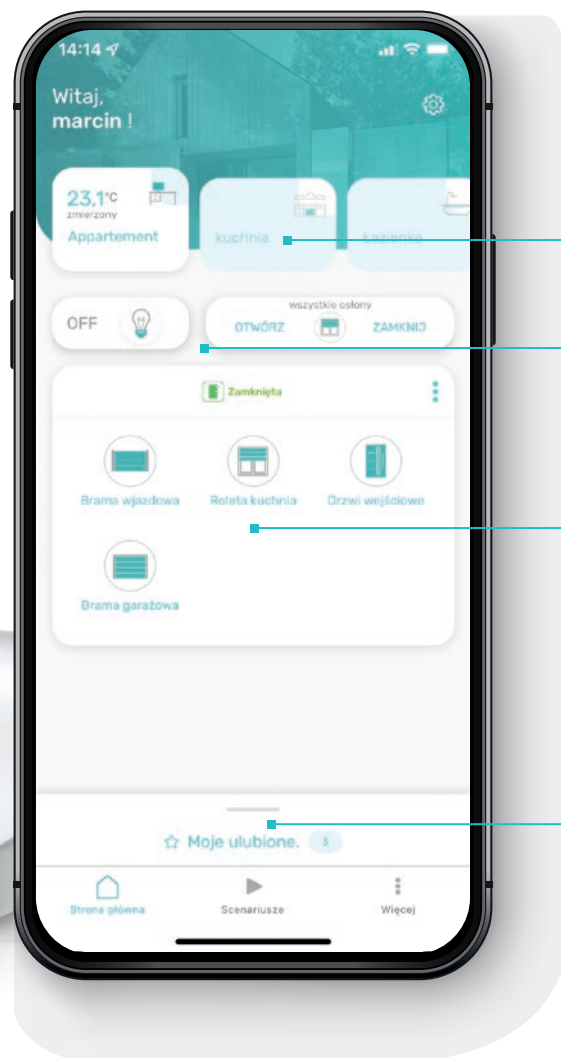 14:14
Witaj,
marcin !
23,1°C
zmierzony
Appartement
kuchnia
Łazienka
OFF
wszystkie osłony
OTWÓRZ
ZAMKNIJ
Zamknięta
Brama wjazdowa
Roleta kuchnia
Drzwi wejściowe
Brama garażowa
Moje ulubione.
3
Strona główna
Scenariusze
Więcej